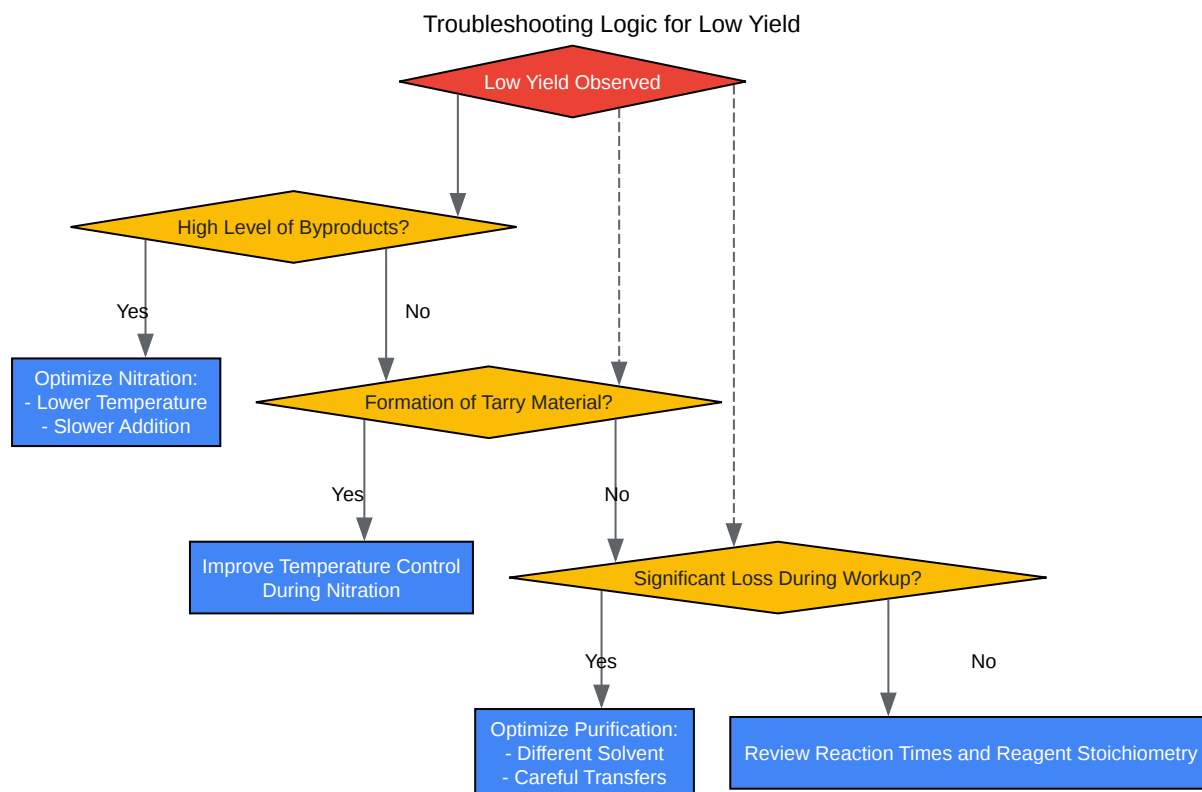 Troubleshooting Logic for Low Yield
Low Yield Observed
High Level of Byproducts?
Yes
No
Optimize Nitration:
- Lower Temperature
- Slower Addition
Formation of Tarry Material?
Yes
No
Improve Temperature Control
During Nitration
Significant Loss During Workup?
Yes
No
Optimize Purification:
- Different Solvent
- Careful Transfers
Review Reaction Times and Reagent Stoichiometry